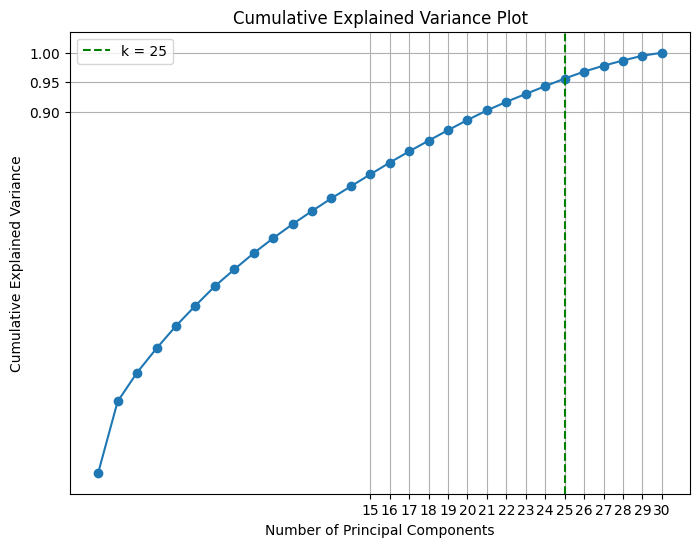 Cumulative Explained Variance Plot
k = 25
1.00
0.95
0.90
Cumulative Explained Variance
15 16 17 18 19 20 21 22 23 24 25 26 27 28 29 30
Number of Principal Components